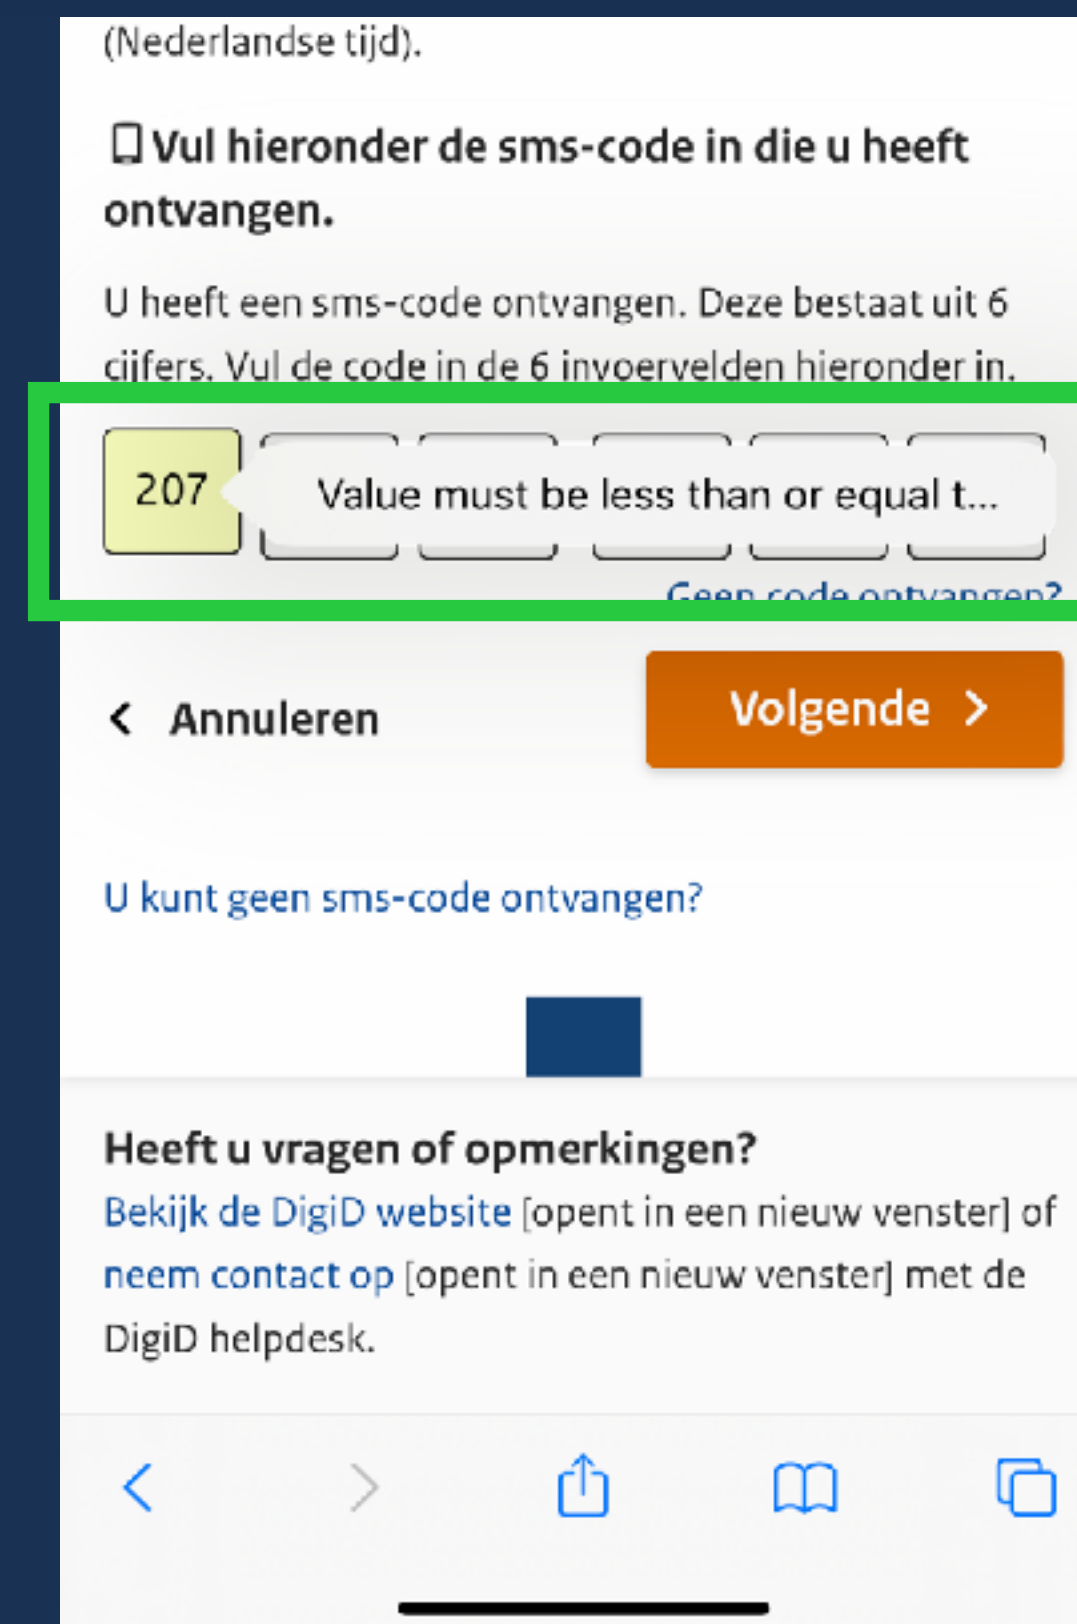 (Nederlandse tijd).
Vul hieronder de sms-code in die u heeft
ontvangen.
U heeft een sms-code ontvangen. Deze bestaat uit 6
cijfers. Vul de code in de 6 invoervelden hieronder in.
207
Value must be less than or equal t...
Geen code ontvangen?
Annuleren
Volgende
U kunt geen sms-code ontvangen?
Heeft u vragen of opmerkingen?
Bekijk de DigiD website [opent in een nieuw venster] of
neem contact op [opent in een nieuw venster] met de
DigiD helpdesk.